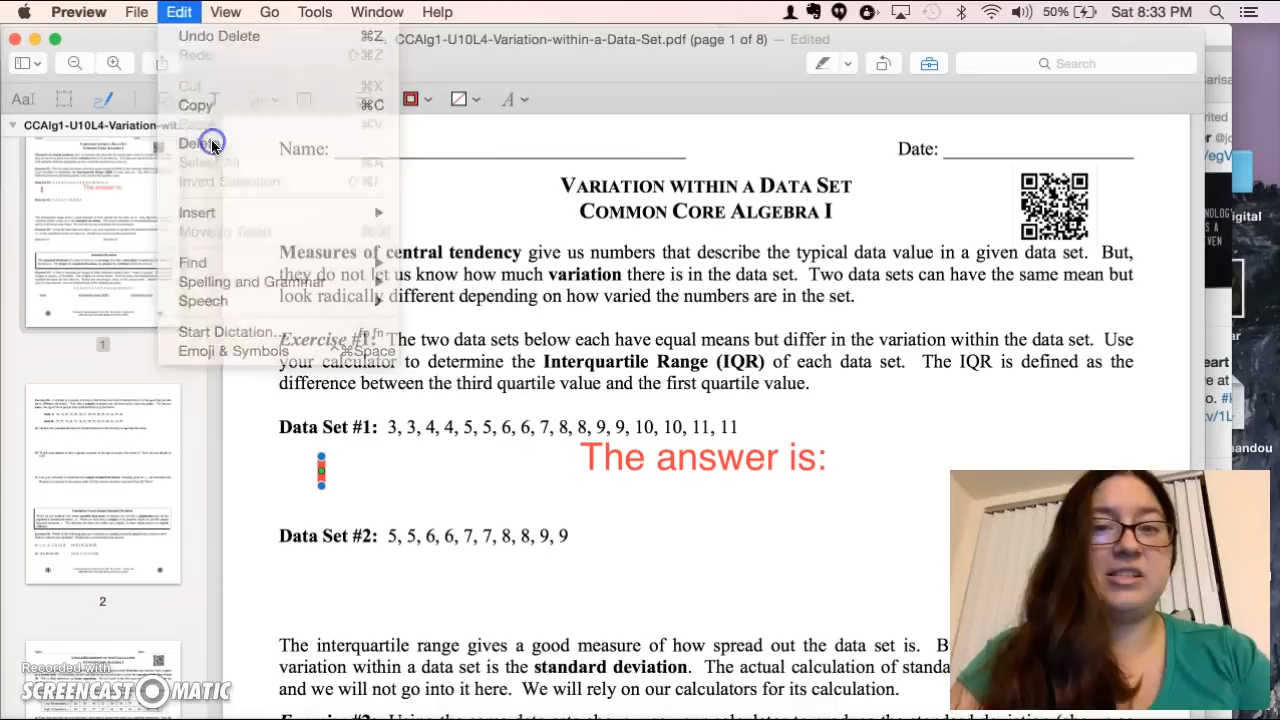 Preview File Edit View Go Tools Window Help 50% Sat 8:33 PM
Undo Delete ⌘Z
CCAlg1-U10L4-Variation-within-a-Data-Set.pdf (page 1 of 8) — Edited
Redo ⇧⌘Z
Search
Cut ⌘X
Copy ⌘C
Delete
Select All ⌘A
Invert Selection ⇧⌘I
Insert
Find
Spelling and Grammar
Speech
Start Dictation... fn fn
Emoji & Symbols ^⌘Space
CCAlg1-U10L4-Variation-wit
1
2
Name:
Date:
VARIATION WITHIN A DATA SET
COMMON CORE ALGEBRA I
Measures of central tendency give us numbers that describe the typical data value in a given data set. But,
they do not let us know how much variation there is in the data set. Two data sets can have the same mean but
look radically different depending on how varied the numbers are in the set.
Exercise #1: The two data sets below each have equal means but differ in the variation within the data set. Use
your calculator to determine the Interquartile Range (IQR) of each data set. The IQR is defined as the
difference between the third quartile value and the first quartile value.
Data Set #1: 3, 3, 4, 4, 5, 5, 6, 6, 7, 7, 8, 8, 9, 9, 10, 10, 11, 11
The answer is:
Data Set #2: 5, 5, 6, 6, 7, 7, 8, 8, 9, 9
The interquartile range gives a good measure of how spread out the data set is. B
variation within a data set is the standard deviation. The actual calculation of standa
and we will not go into it here. We will rely on our calculators for its calculation.
Recorded with
SCREENCAST MATIC